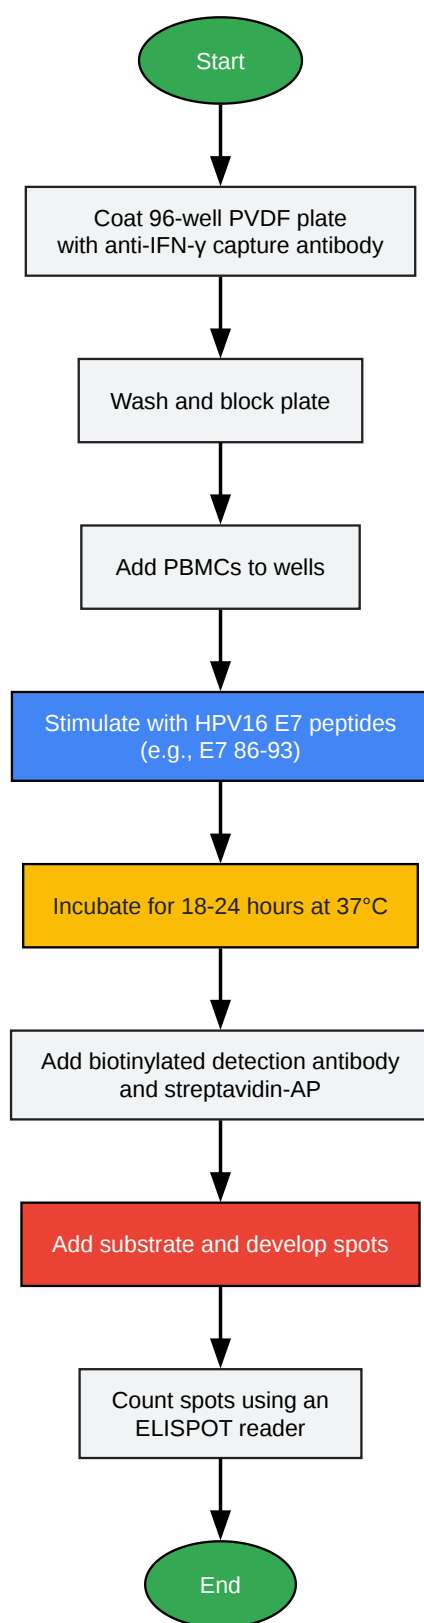 Start
Coat 96-well PVDF plate
with anti-IFN-γ capture antibody
Wash and block plate
Add PBMCs to wells
Stimulate with HPV16 E7 peptides
(e.g., E7 86-93)
Incubate for 18-24 hours at 37°C
Add biotinylated detection antibody
and streptavidin-AP
Add substrate and develop spots
Count spots using an
ELISPOT reader
End